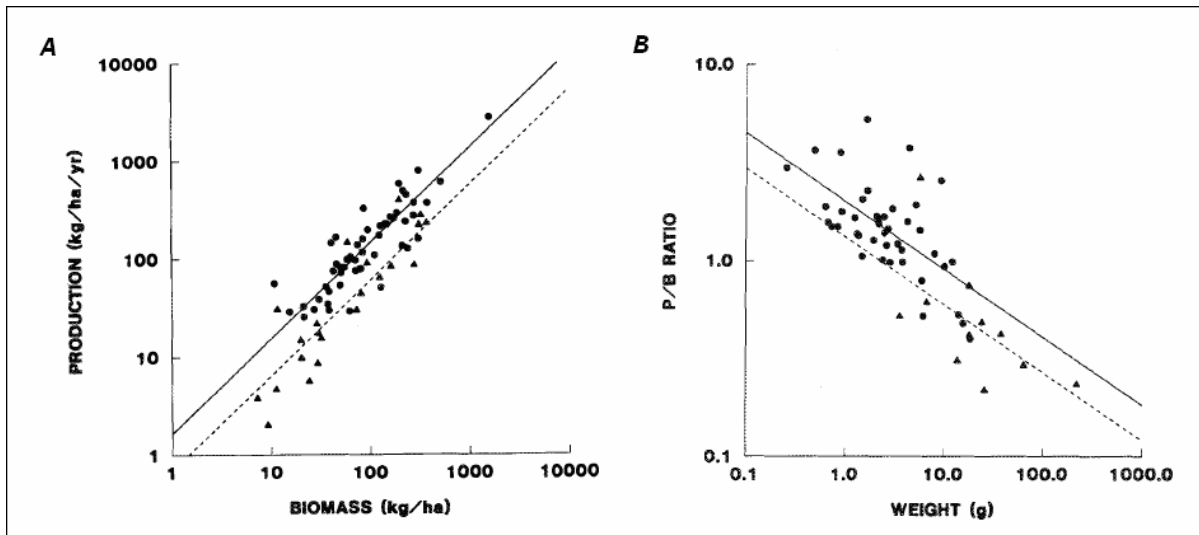 A
PRODUCTION (kg/ha/yr)
10000
1000
100
10
1
1 10 100 1000 10000
BIOMASS (kg/ha)
B
P/B RATIO
10.0
1.0
0.1
0.1 1.0 10.0 100.0 1000.0
WEIGHT (g)